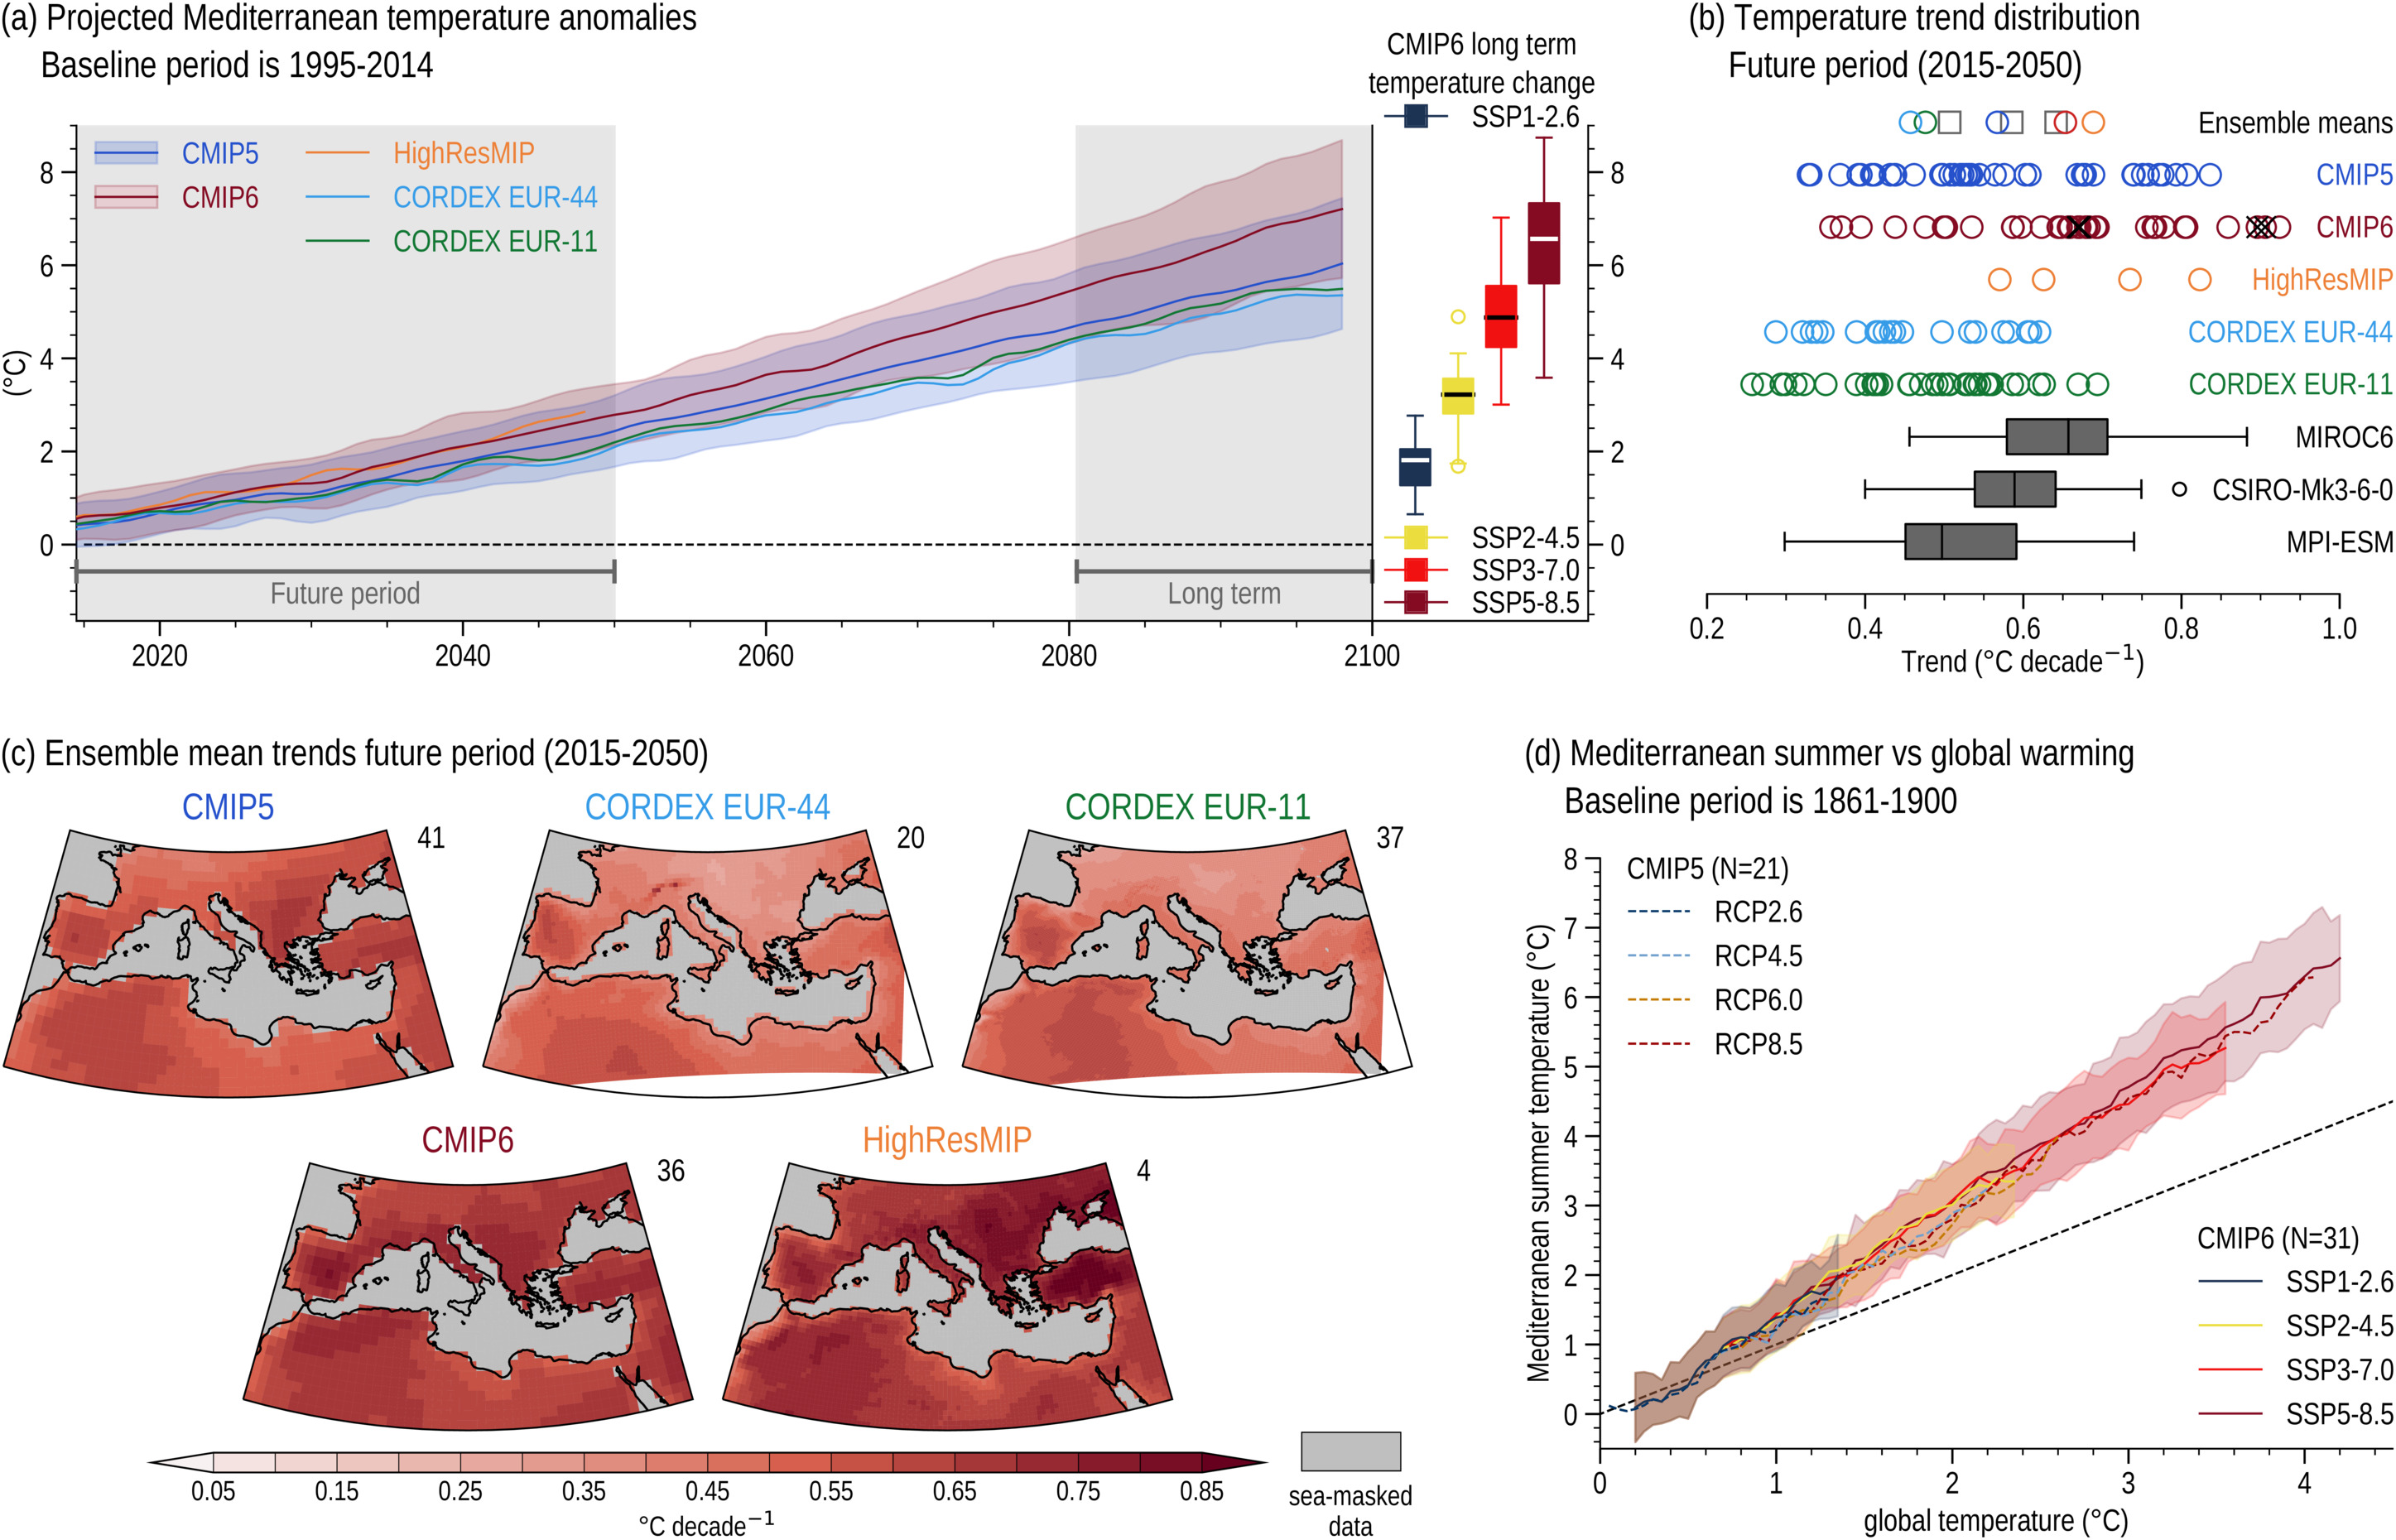 (a) Projected Mediterranean temperature anomalies
Baseline period is 1995-2014
CMIP5
CMIP6
HighResMIP
CORDEX EUR-44
CORDEX EUR-11
(°C)
8
6
4
2
0
Future period
Long term
2020
2040
2060
2080
2100
CMIP6 long term
temperature change
SSP1-2.6
SSP2-4.5
SSP3-7.0
SSP5-8.5
8
6
4
2
0
(b) Temperature trend distribution
Future period (2015-2050)
Ensemble means
CMIP5
CMIP6
HighResMIP
CORDEX EUR-44
CORDEX EUR-11
MIROC6
CSIRO-Mk3-6-0
MPI-ESM
0.2
0.4
0.6
0.8
1.0
Trend (°C decade⁻¹)
(c) Ensemble mean trends future period (2015-2050)
CMIP5
41
CORDEX EUR-44
20
CORDEX EUR-11
37
CMIP6
36
HighResMIP
4
0.05
0.15
0.25
0.35
0.45
0.55
0.65
0.75
0.85
°C decade⁻¹
sea-masked
data
(d) Mediterranean summer vs global warming
Baseline period is 1861-1900
Mediterranean summer temperature (°C)
8
7
6
5
4
3
2
1
0
CMIP5 (N=21)
RCP2.6
RCP4.5
RCP6.0
RCP8.5
CMIP6 (N=31)
SSP1-2.6
SSP2-4.5
SSP3-7.0
SSP5-8.5
0
1
2
3
4
global temperature (°C)